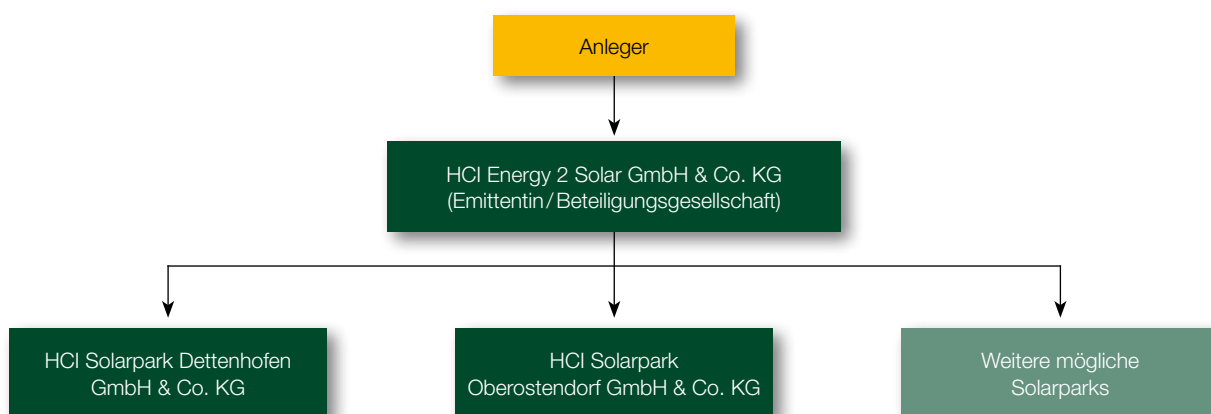 Anleger
HCI Energy 2 Solar GmbH & Co. KG
(Emittentin/Beteiligungsgesellschaft)
HCI Solarpark Dettenhofen
GmbH & Co. KG
HCI Solarpark
Oberostendorf GmbH & Co. KG
Weitere mögliche
Solarparks